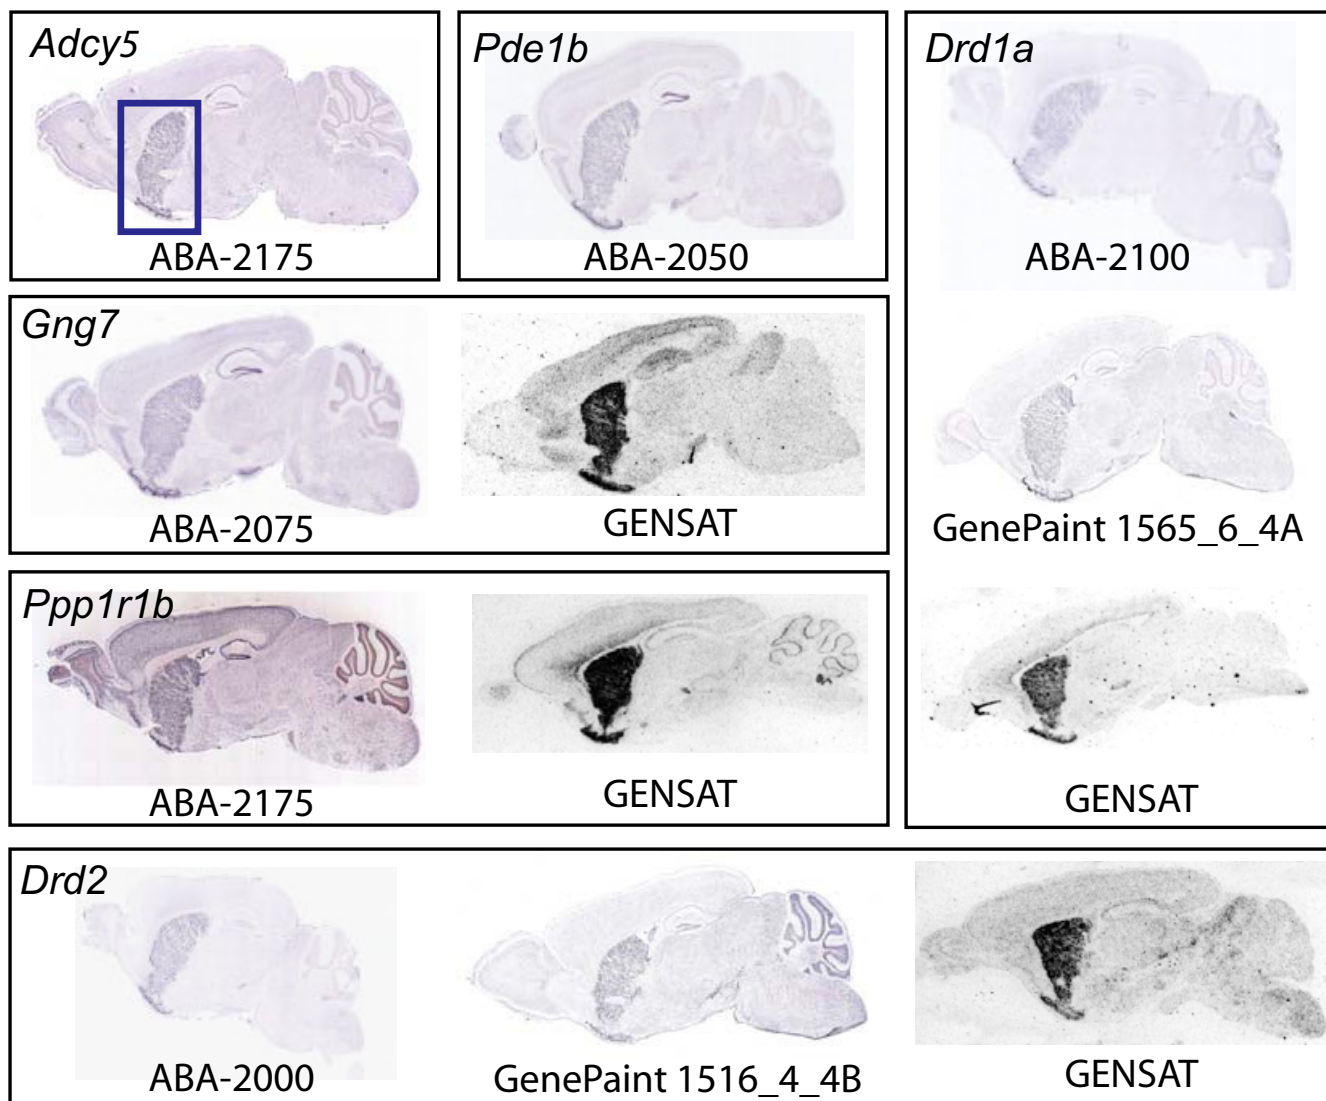 Adcy5
ABA-2175
Pde1b
ABA-2050
Drd1a
ABA-2100
GenePaint 1565_6_4A
GENSAT
Gng7
ABA-2075
GENSAT
Ppp1r1b
ABA-2175
GENSAT
Drd2
ABA-2000
GenePaint 1516_4_4B
GENSAT